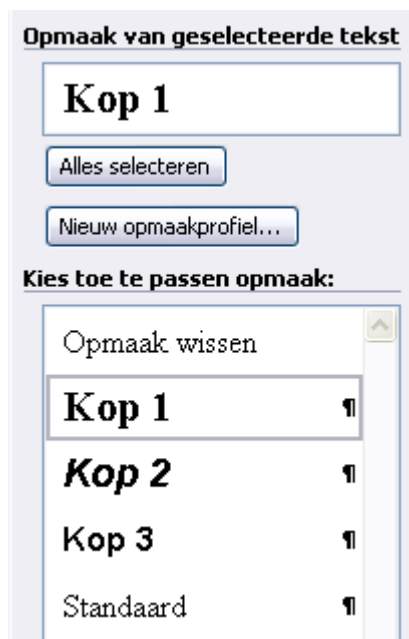 Opmaak van geselecteerde tekst
Kop 1
Alles selecteren
Nieuw opmaakprofiel...
Kies toe te passen opmaak:
Opmaak wissen
Kop 1 ¶
Kop 2 ¶
Kop 3 ¶
Standaard ¶